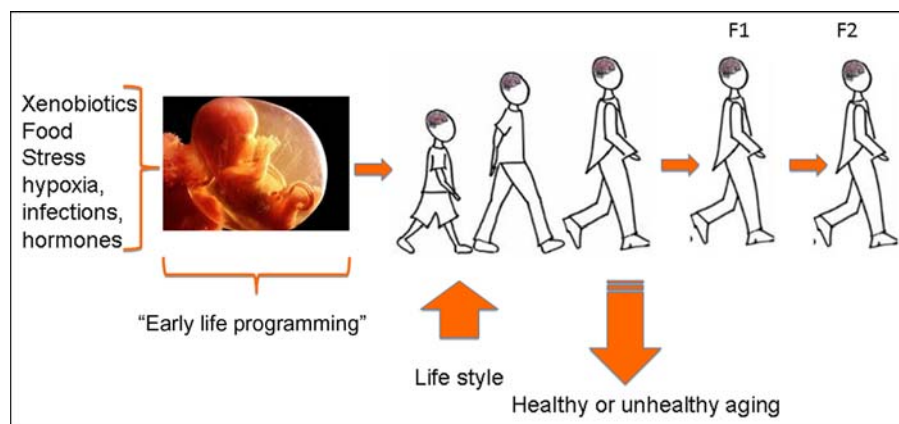 F1
F2
Xenobiotics
Food
Stress
hypoxia,
infections,
hormones
“Early life programming”
Life style
Healthy or unhealthy aging